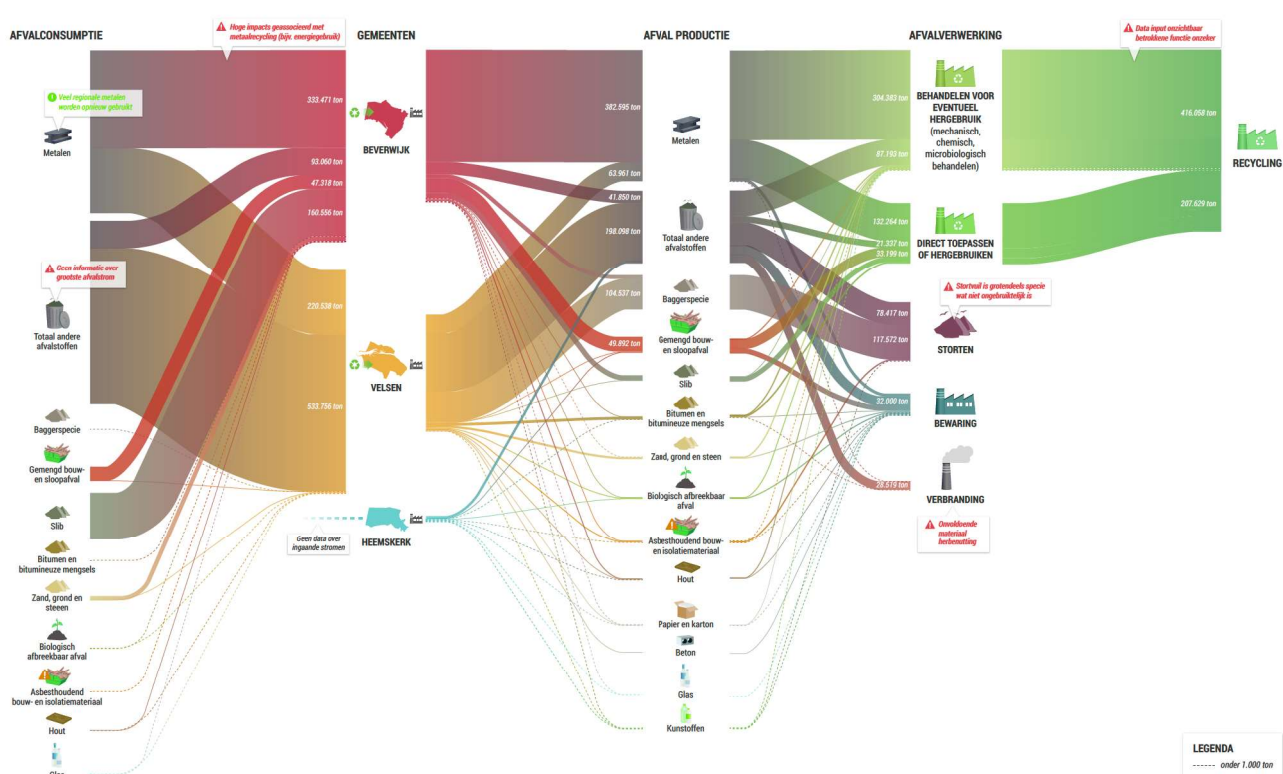 AFVALCONSUMPTIE
Hoge impacts geassocieerd met
metaalrecycling (bijv. energiegebruik)
GEMEENTEN
AFVAL PRODUCTIE
AFVALVERWERKING
Data input onzichtbaar
betrokkene functie onzeker
Veel regionale metalen
worden opnieuw gebruikt
Metalen
Geen informatie over
grootste afvalstrom
Totaal andere
afvalstoffen
Baggerspecie
Gemengd bouw-
en sloopafval
Slib
Bitumen en
bitumineuze mengsels
Zand, grond en
steeen
Biologisch
afbreekbaar afval
Asbesthoudend
bouw- en isolatiemateriaal
Hout
Glas
333.471 ton
93.060 ton
47.318 ton
160.556 ton
220.538 ton
533.756 ton
BEVERWIJK
VELSEN
HEEMSKERK
Geen data over
ingaande stromen
382.595 ton
63.961 ton
41.850 ton
198.098 ton
104.537 ton
49.892 ton
Metalen
Totaal andere
afvalstoffen
Baggerspecie
Gemengd bouw-
en sloopafval
Slib
Bitumen en
bitumineuze mengsels
Zand, grond en steen
Biologisch afbreekbaar
afval
Asbesthoudend bouw-
en isolatiemateriaal
Hout
Papier en karton
Beton
Glas
Kunstoffen
304.383 ton
87.193 ton
132.264 ton
21.337 ton
33.199 ton
78.417 ton
117.572 ton
32.000 ton
28.519 ton
BEHANDELEN VOOR
EVENTUEEL
HERGEBRUIK
(mechanisch,
chemisch,
microbiologisch
behandelen)
DIRECT TOEPASSEN
OF HERGEBRUIKEN
Stortvuil is grotendeels specie
wat niet ongebruiktelijk is
STORTEN
BEWARING
VERBRANDING
Onvoldoende
materiaal
herbenutting
416.058 ton
207.629 ton
RECYCLING
LEGENDA
onder 1.000 ton